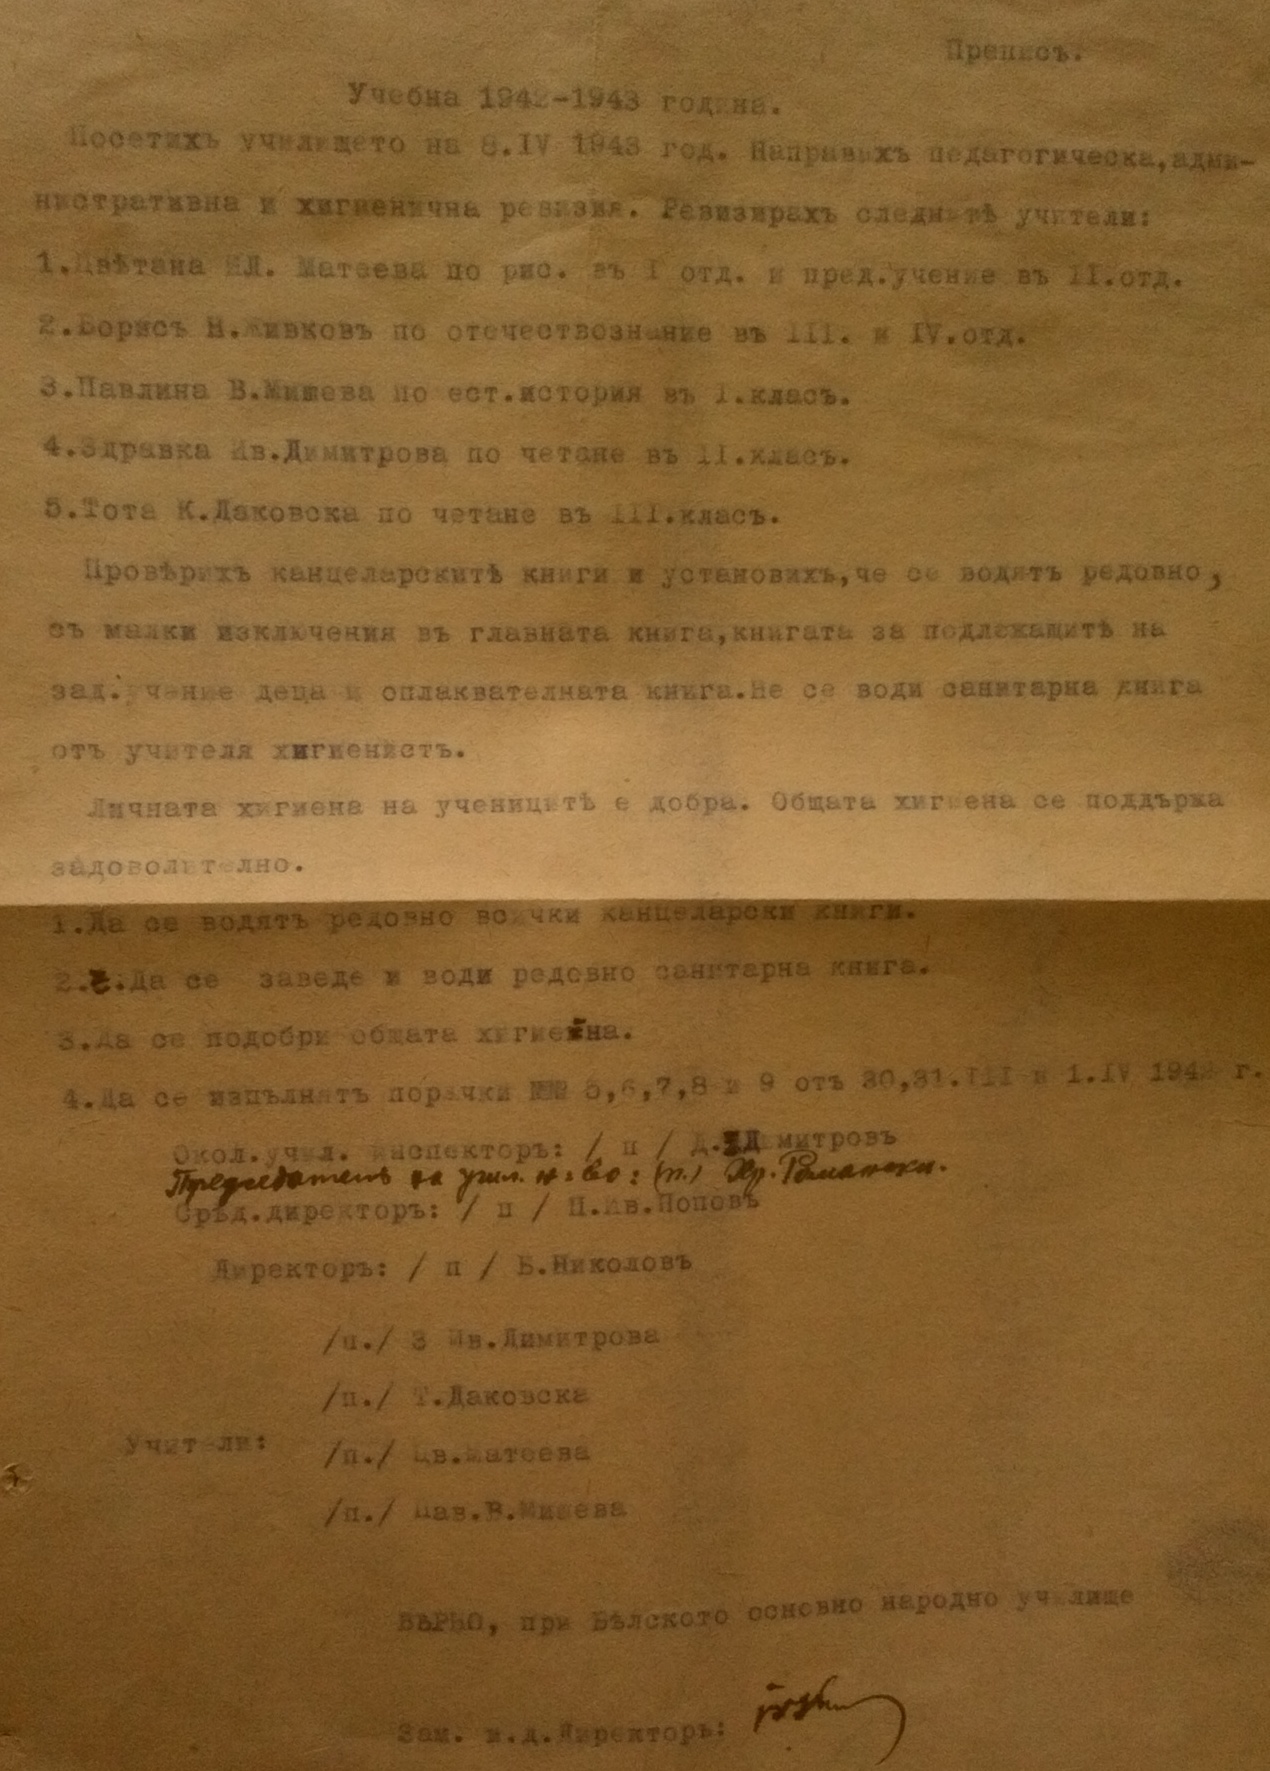 Преписъ.
Учебна 1942-1943 година.
Посетихъ училището на 8.IV 1943 год. Направихъ педагогическа,адми-
нистративна и хигиенична ревизия. Ревизирахъ следнитѣ учители:
1.Цвѣтана Ил. Матеева по рис. въ I отд. и пред.учение въ II.отд.
2.Борисъ Н.Живковъ по отечествознание въ III. и IV.отд.
3.Павлина В.Мишева по ест.история въ I.класъ.
4.Здравка Ив.Димитрова по четане въ II.класъ.
5.Тота К.Даковска по четане въ III.класъ.
Провѣрихъ канцеларскитѣ книги и установихъ,че се водятъ редовно,
съ малки изключения въ главната книга,книгата за подлежащитѣ на
зад.учение деца и оплаквателната книга.Не се води санитарна книга
отъ учителя хигиенистъ.
Личната хигиена на ученицитѣ е добра. Общата хигиена се поддържа
задоволително.
1.Да се водятъ редовно всички канцеларски книги.
2. .Да се заведе и води редовно санитарна книга.
3.Да се подобри общата хигиена.
4.Да се изпълнятъ порѫчки №№ 5,6,7,8 и 9 отъ 30,31.III и 1.IV 1942 г.
Окол.учил. инспекторъ: / п / Д. Димитровъ
Председатель на учил. н-во: (п.) Хр. Романски.
Срѣд.директоръ: / п / Н.Ив.Поповъ
Директоръ: / п / Б.Николовъ
/п./ З Ив.Димитрова
/п./ Т.Даковска
Учители: /п./ Цв.Матеева
/п./ Пав.В.Мишева
ВѢРНО, при Бѣлското основно народно училище
Зам. и.д.Директоръ: